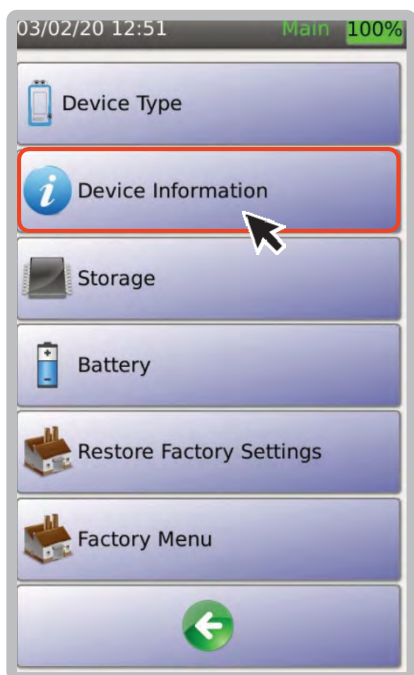 03/02/20 12:51 Main 100%
Device Type
Device Information
Storage
Battery
Restore Factory Settings
Factory Menu